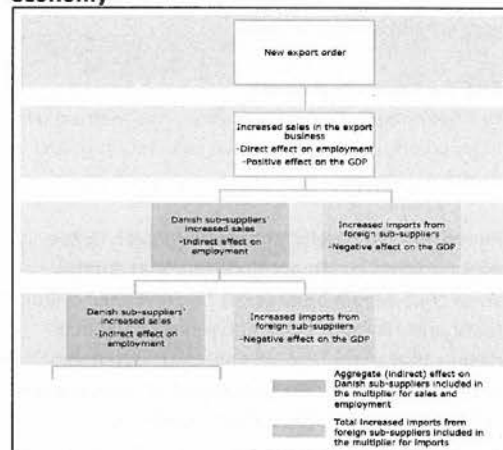 economy
New export order
Increased sales in the export
business
-Direct effect on employment
-Positive effect on the GDP
Danish sub-suppliers'
increased sales
-Indirect effect on
employment
Increased imports from
foreign sub-suppliers
-Negative effect on the GDP
Danish sub-suppliers'
increased sales
-Indirect effect on
employment
Increased imports from
foreign sub-suppliers
-Negative effect on the GDP
Aggregate (indirect) effect on
Danish sub-suppliers included
in the multiplier for sales and
employment
Total increased imports from
foreign sub-suppliers included
in the multiplier for imports